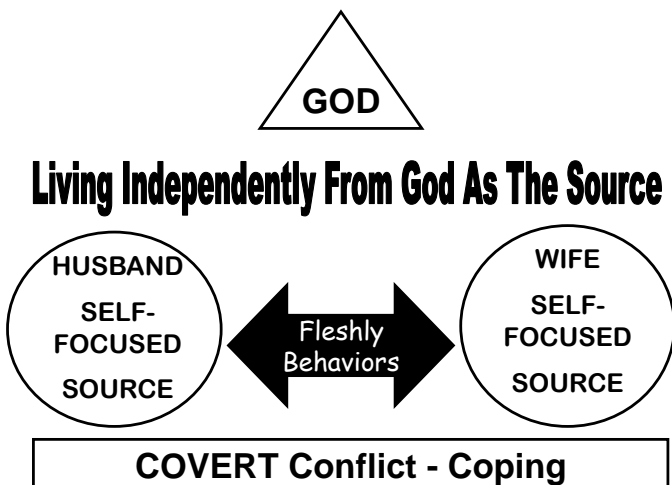 GOD
Living Independently From God As The Source
HUSBAND
SELF-
FOCUSED
SOURCE
Fleshly
Behaviors
WIFE
SELF-
FOCUSED
SOURCE
COVERT Conflict - Coping